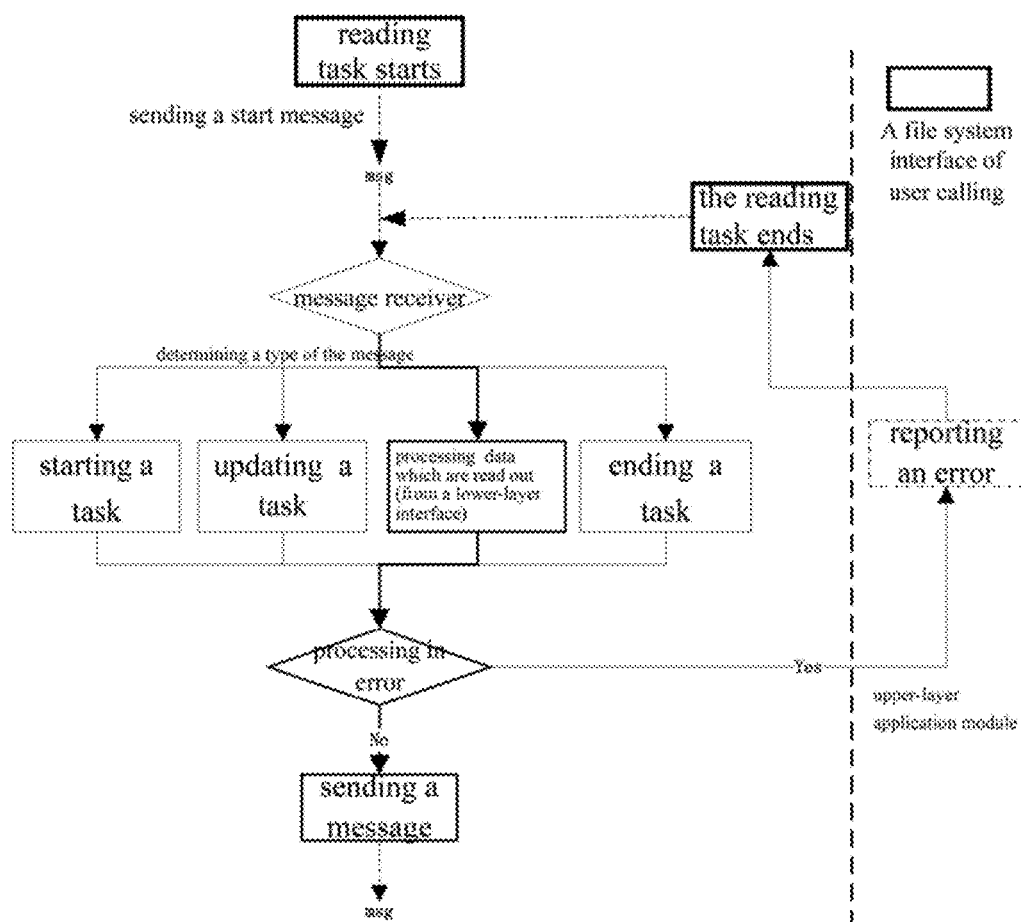 reading
task starts
sending a start message
msg
A file system
interface of
user calling
the reading
task ends
message receiver
determining a type of the message
starting a
task
updating a
task
processing data
which are read out
(from a lower-layer
interface)
ending a
task
reporting
an error
processing in
error
Yes
upper-layer
application module
No
sending a
message
msg